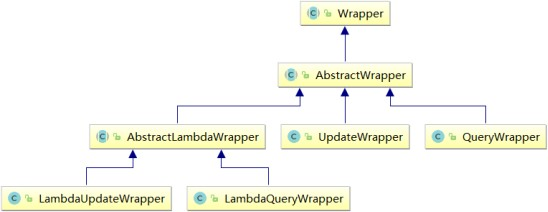 Wrapper
AbstractWrapper
AbstractLambdaWrapper
UpdateWrapper
QueryWrapper
LambdaUpdateWrapper
LambdaQueryWrapper